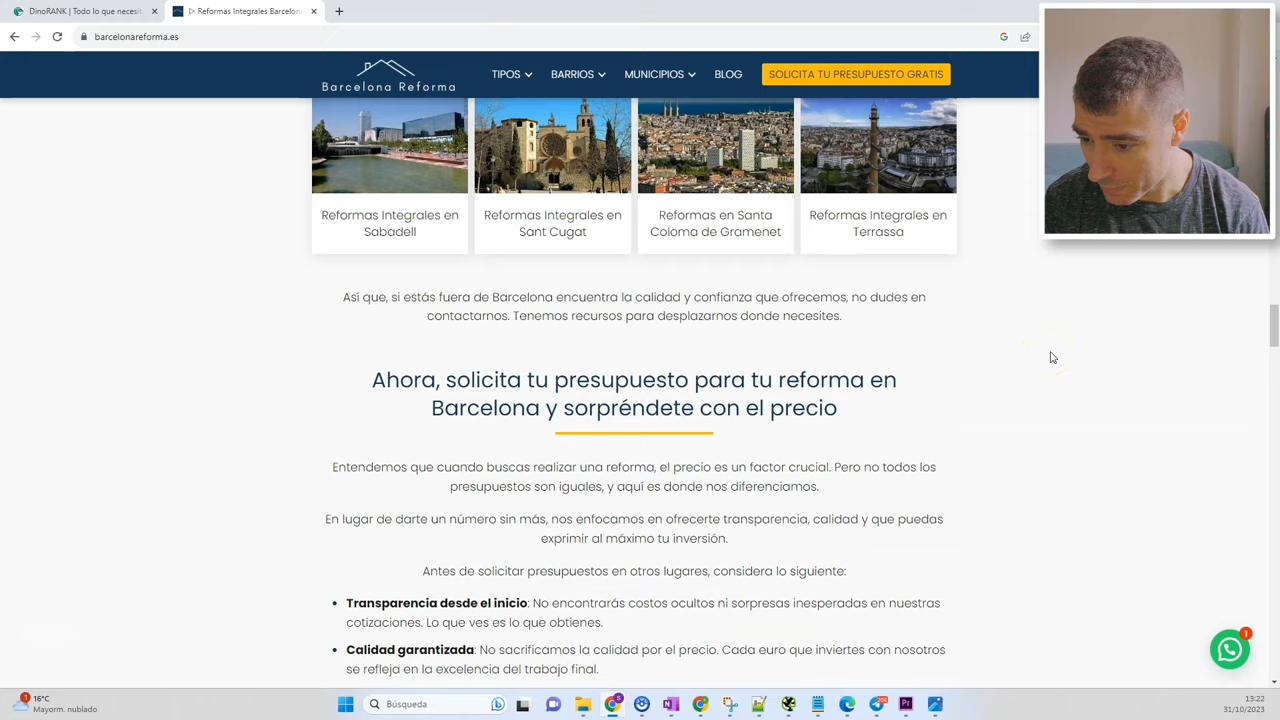 DinoRANK | Todo lo que necesit
▷ Reformas Integrales Barcelon
barcelonareforma.es
Barcelona Reforma
TIPOS
BARRIOS
MUNICIPIOS
BLOG
SOLICITA TU PRESUPUESTO GRATIS
Reformas Integrales en
Sabadell
Reformas Integrales en
Sant Cugat
Reformas en Santa
Coloma de Gramenet
Reformas Integrales en
Terrassa
Así que, si estás fuera de Barcelona encuentra la calidad y confianza que ofrecemos, no dudes en
contactarnos. Tenemos recursos para desplazarnos donde necesites.
Ahora, solicita tu presupuesto para tu reforma en
Barcelona y sorpréndete con el precio
Entendemos que cuando buscas realizar una reforma, el precio es un factor crucial. Pero no todos los
presupuestos son iguales, y aquí es donde nos diferenciamos.
En lugar de darte un número sin más, nos enfocamos en ofrecerte transparencia, calidad y que puedas
exprimir al máximo tu inversión.
Antes de solicitar presupuestos en otros lugares, considera lo siguiente:
• Transparencia desde el inicio: No encontrarás costos ocultos ni sorpresas inesperadas en nuestras
cotizaciones. Lo que ves es lo que obtienes.
• Calidad garantizada: No sacrificamos la calidad por el precio. Cada euro que inviertes con nosotros
se refleja en la excelencia del trabajo final.
1
1
16°C
Mayorm. nublado
Búsqueda
13:22
31/10/2023